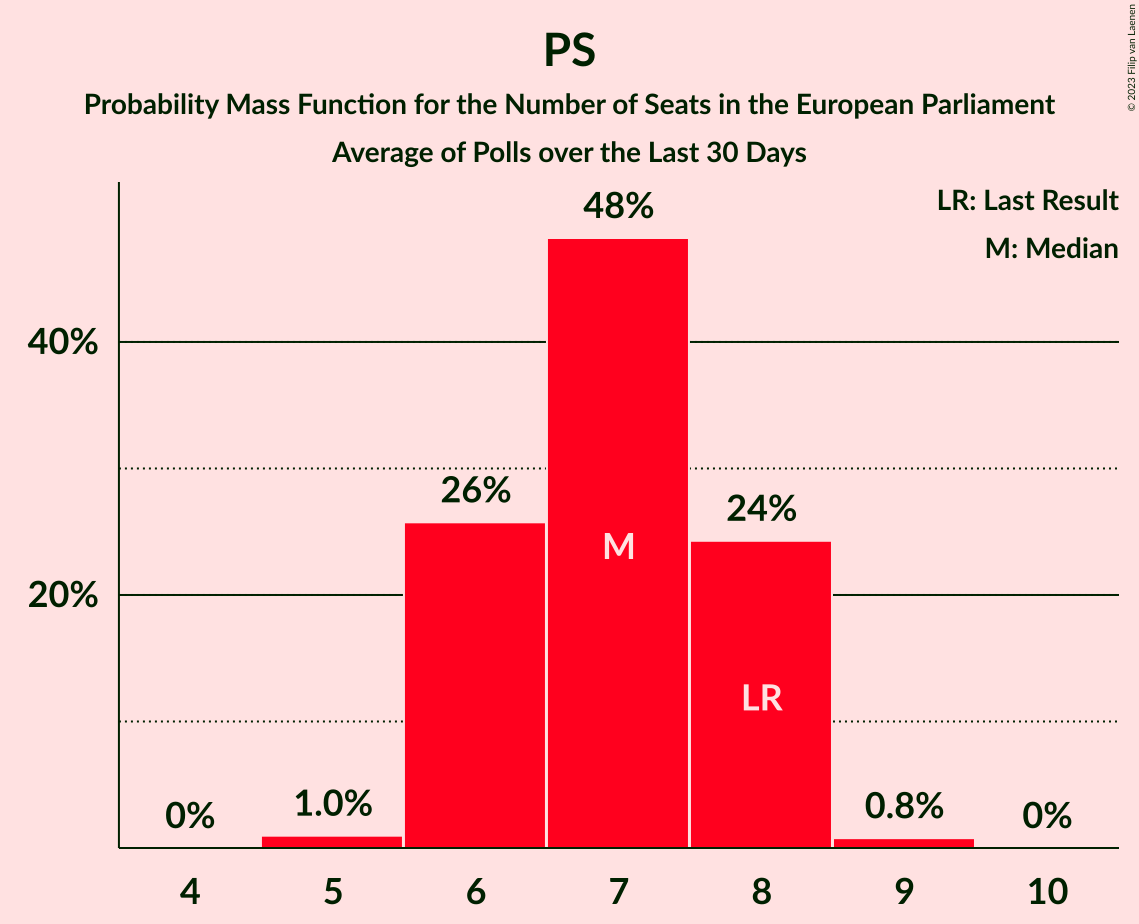 PS
Probability Mass Function for the Number of Seats in the European Parliament
Average of Polls over the Last 30 Days
© 2023 Filip van Laenen
LR: Last Result
M: Median
48%
40%
26%
24%
M
20%
LR
0%
1.0%
0.8%
0%
4 5 6 7 8 9 10